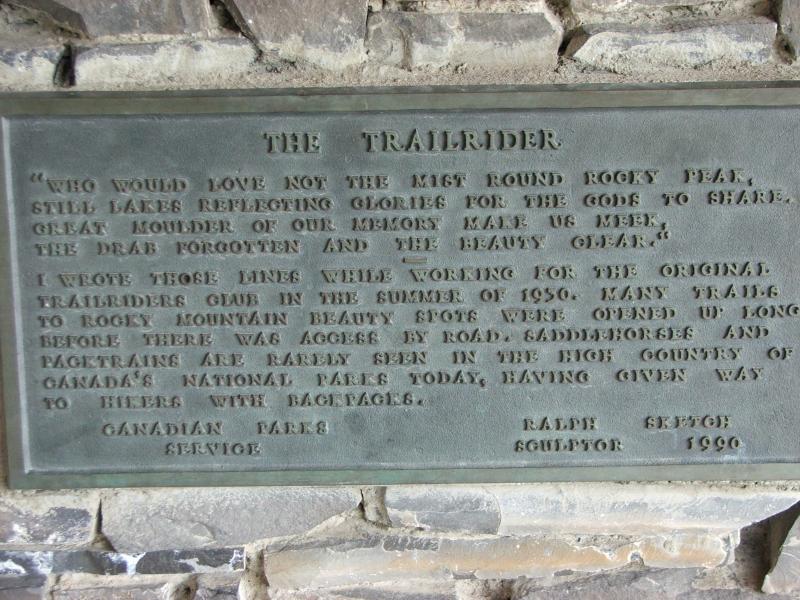 THE TRAILRIDER
“WHO WOULD LOVE NOT THE MIST ROUND ROCKY PEAK,
STILL LAKES REFLECTING GLORIES FOR THE GODS TO SHARE.
GREAT MOULDER OF OUR MEMORY MAKE US MEEK,
THE DRAB FORGOTTEN AND THE BEAUTY CLEAR.“
I WROTE THOSE LINES WHILE WORKING FOR THE ORIGINAL
TRAILRIDERS CLUB IN THE SUMMER OF 1950. MANY TRAILS
TO ROCKY MOUNTAIN BEAUTY SPOTS WERE OPENED UP LONG
BEFORE THERE WAS ACCESS BY ROAD. SADDLEHORSES AND
PACKTRAINS ARE RARELY SEEN IN THE HIGH COUNTRY OF
CANADA'S NATIONAL PARKS TODAY, HAVING GIVEN WAY
TO HIKERS WITH BACKPACKS.
CANADIAN PARKS
SERVICE
RALPH SKETCH
SCULPTOR 1990